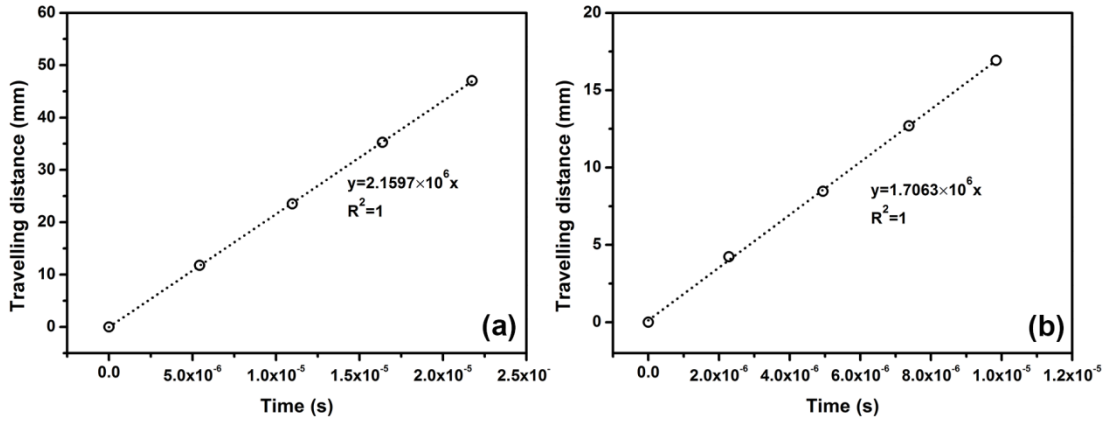 60
50
40
30
20
10
0
Travelling distance (mm)
y=2.1597×10⁶x
R²=1
(a)
0.0 5.0x10⁻⁶ 1.0x10⁻⁵ 1.5x10⁻⁵ 2.0x10⁻⁵ 2.5x10⁻
Time (s)
20
15
10
5
0
Travelling distance (mm)
y=1.7063×10⁶x
R²=1
(b)
0.0 2.0x10⁻⁶ 4.0x10⁻⁶ 6.0x10⁻⁶ 8.0x10⁻⁶ 1.0x10⁻⁵ 1.2x10⁻⁵
Time (s)